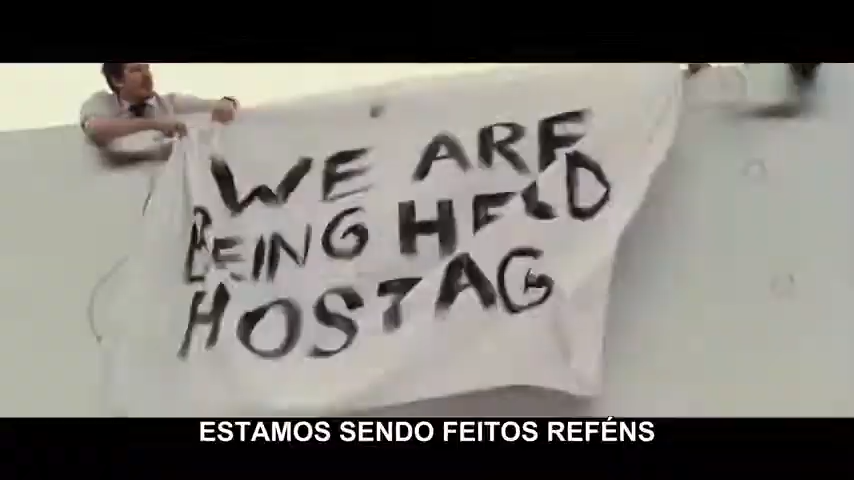 WE ARE
BEING HELD
HOSTAG
ESTAMOS SENDO FEITOS REFÉNS